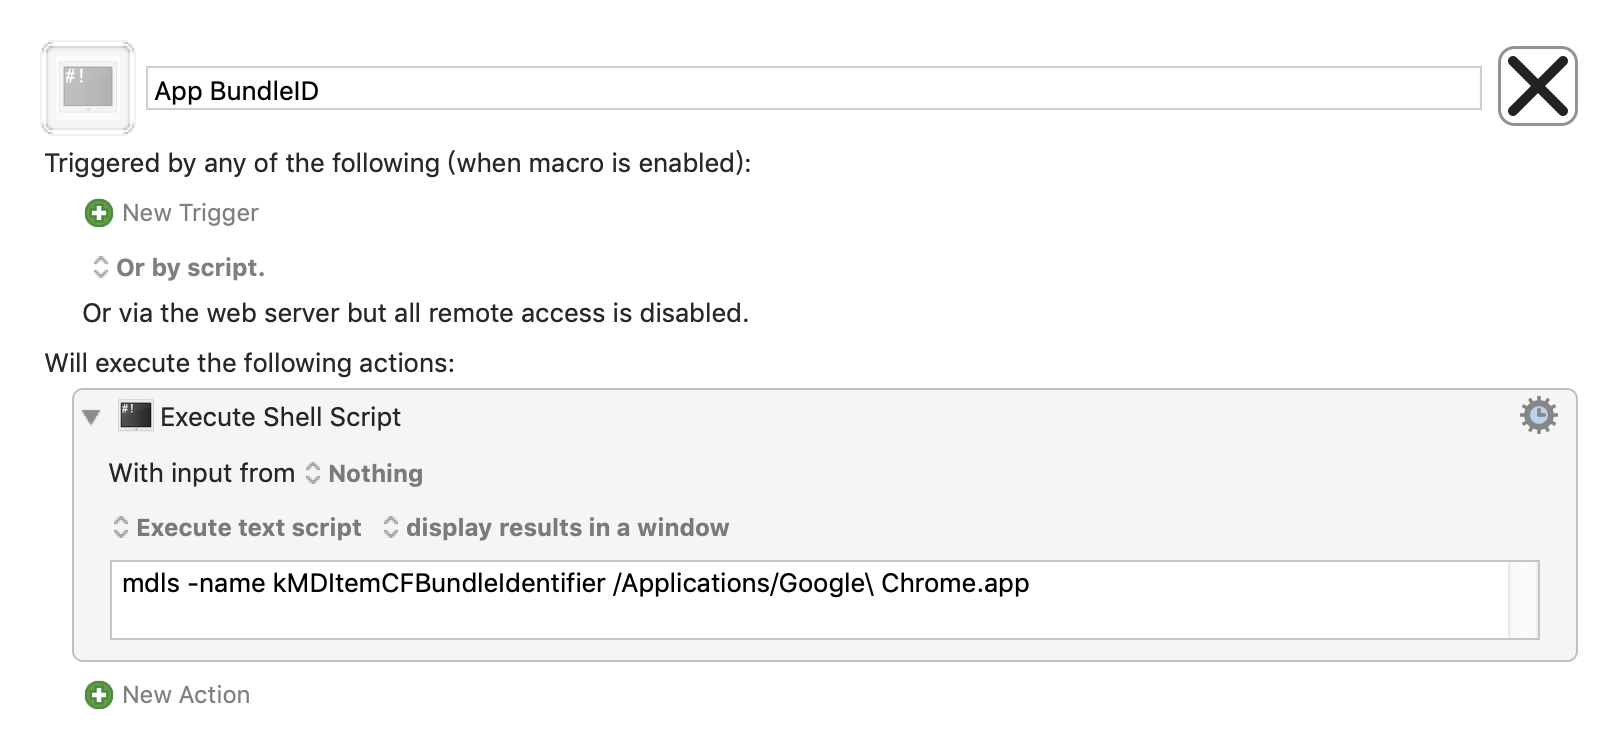 #!
App BundleID
Triggered by any of the following (when macro is enabled):
New Trigger
Or by script.
Or via the web server but all remote access is disabled.
Will execute the following actions:
#! Execute Shell Script
With input from Nothing
Execute text script display results in a window
mdls -name kMDItemCFBundleIdentifier /Applications/Google\ Chrome.app
New Action